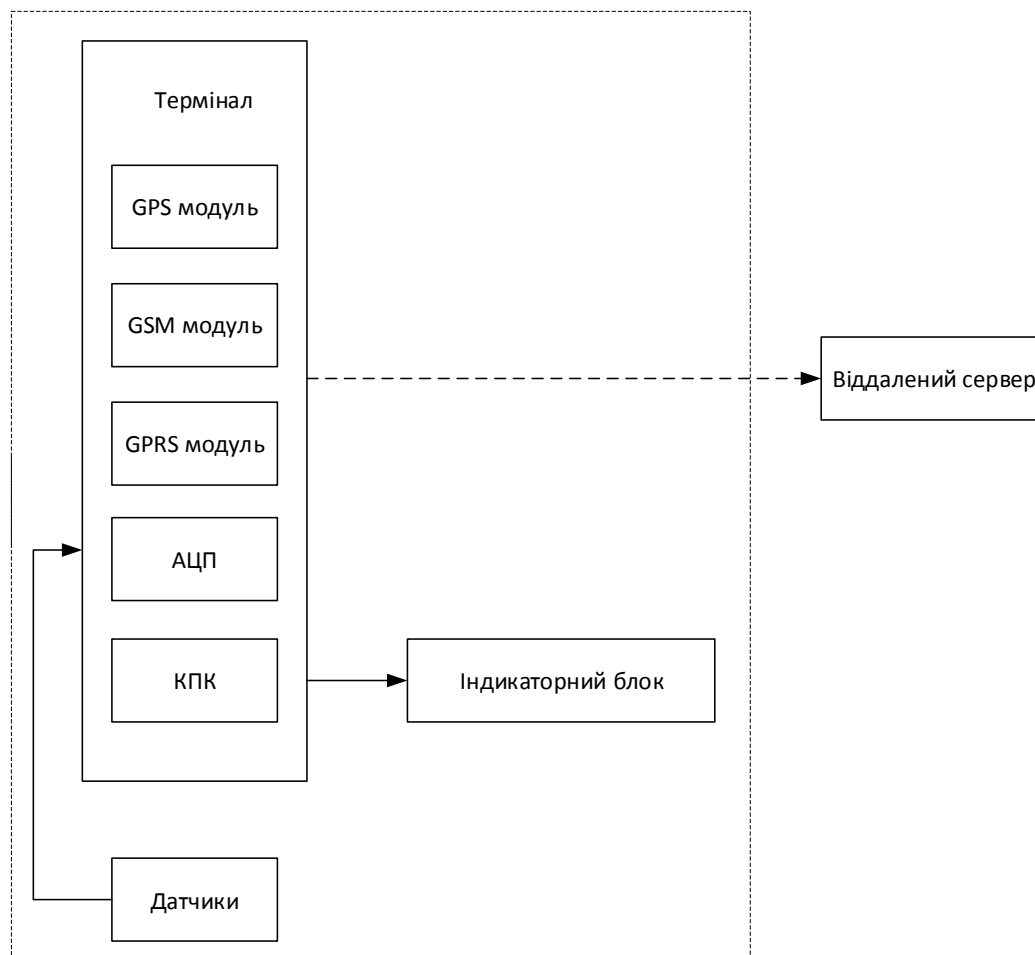 Термінал
GPS модуль
GSM модуль
Віддалений сервер
GPRS модуль
АЦП
КПК
Індикаторний блок
Датчики